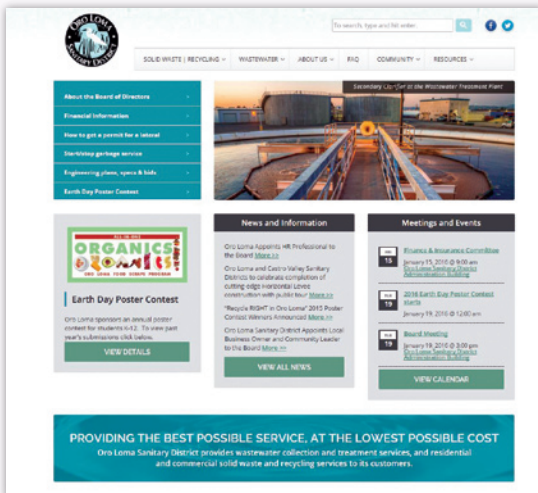 ORO LOMA
SANITARY DISTRICT
To search, type and hit enter.
SOLID WASTE | RECYCLING
WASTEWATER
ABOUT US
FAQ
COMMUNITY
RESOURCES
About the Board of Directors
Financial Information
How to get a permit for a lateral
Start/stop garbage service
Engineering plans, specs & bids
Earth Day Poster Contest
Secondary Clarifier at the Wastewater Treatment Plant
ORGANICS
ORO LOMA FOOD SCRAPS PROGRAM
Earth Day Poster Contest
Oro Loma sponsors an annual poster
contest for students K-12. To view past
year's submissions click below.
VIEW DETAILS
News and Information
Oro Loma Appoints HR Professional to
the Board More >>
Oro Loma and Castro Valley Sanitary
Districts to celebrate completion of
cutting-edge Horizontal Levee
construction with public tour More >>
"Recycle RIGHT in Oro Loma" 2015 Poster
Contest Winners Announced More >>
Oro Loma Sanitary District Appoints Local
Business Owner and Community Leader
to the Board More >>
VIEW ALL NEWS
Meetings and Events
15
Finance & Insurance Committee
January 15, 2016 @ 9:00 am
Oro Loma Sanitary District
Administration Building
19
2016 Earth Day Poster Contest
starts
January 19, 2016 @ 12:00 am
19
Board Meeting
January 19, 2016 @ 3:00 pm
Oro Loma Sanitary District
Administration Building
VIEW CALENDAR
PROVIDING THE BEST POSSIBLE SERVICE, AT THE LOWEST POSSIBLE COST
Oro Loma Sanitary District provides wastewater collection and treatment services, and residential
and commercial solid waste and recycling services to its customers.